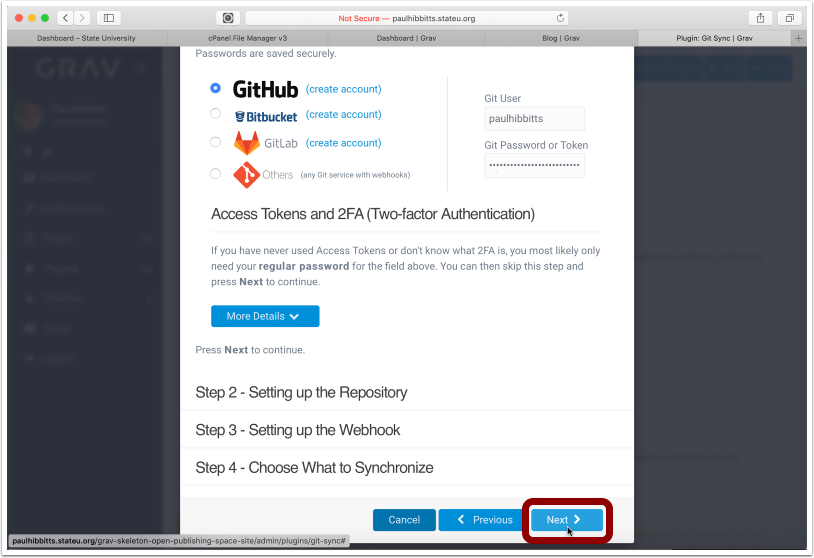 Not Secure — paulhibbitts.stateu.org
Dashboard – State University
cPanel File Manager v3
Dashboard | Grav
Blog | Grav
Plugin: Git Sync | Grav
GRAV
Passwords are saved securely.
GitHub (create account)
Bitbucket (create account)
GitLab (create account)
Others (any Git service with webhooks)
Git User
paulhibbitts
Git Password or Token
Access Tokens and 2FA (Two-factor Authentication)
If you have never used Access Tokens or don't know what 2FA is, you most likely only
need your regular password for the field above. You can then skip this step and
press Next to continue.
More Details
Press Next to continue.
Step 2 - Setting up the Repository
Step 3 - Setting up the Webhook
Step 4 - Choose What to Synchronize
Cancel
Previous
Next
paulhibbitts.stateu.org/grav-skeleton-open-publishing-space-site/admin/plugins/git-sync#